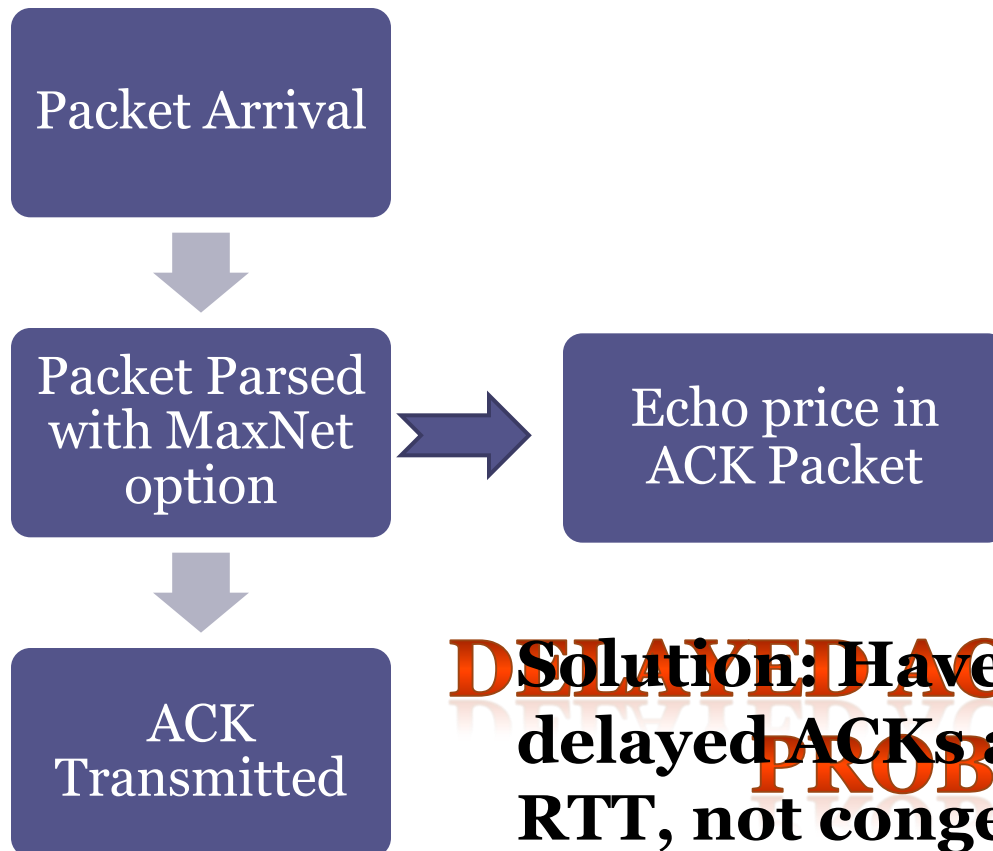 Packet Arrival
Packet Parsed
with MaxNet
option
Echo price in
ACK Packet
ACK
Transmitted
DELAYED
Solution: Have
delayed ACKs
RTT, not